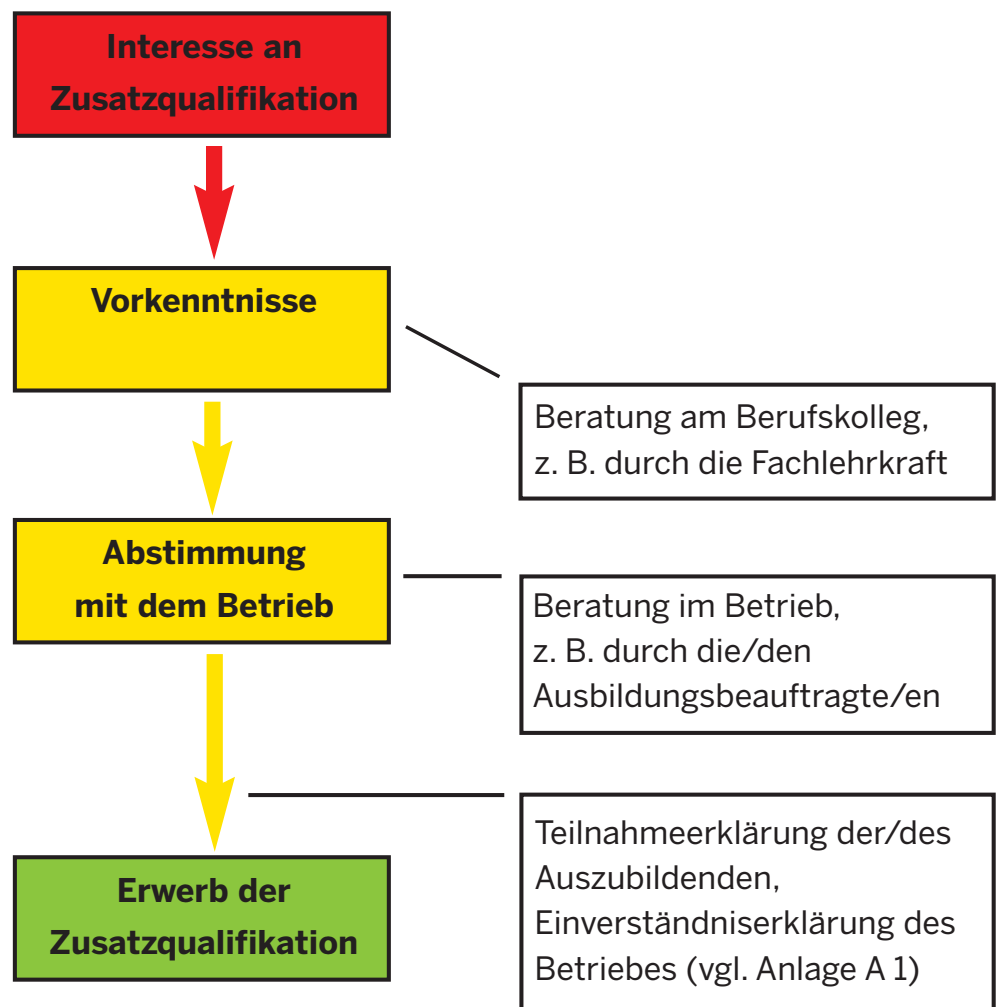 Interesse an
Zusatzqualifikation
Vorkenntnisse
Beratung am Berufskolleg,
z. B. durch die Fachlehrkraft
Abstimmung
mit dem Betrieb
Beratung im Betrieb,
z. B. durch die/den
Ausbildungsbeauftragte/en
Teilnahmeerklärung der/des
Auszubildenden,
Einverständniserklärung des
Betriebes (vgl. Anlage A 1)
Erwerb der
Zusatzqualifikation